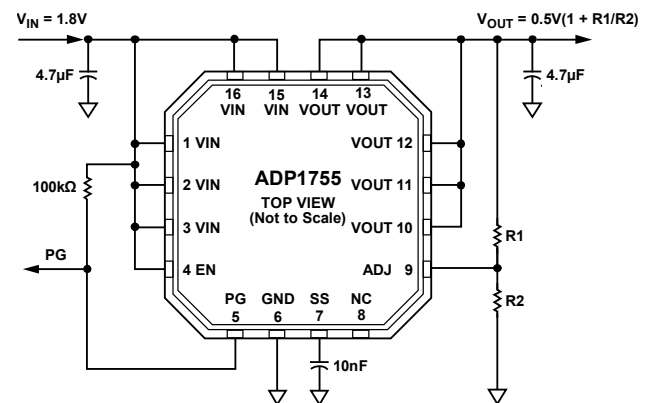 VIN = 1.8V
VOUT = 0.5V(1 + R1/R2)
4.7µF
4.7µF
16
VIN
15
VIN
14
VOUT
13
VOUT
1 VIN
VOUT 12
100kΩ
2 VIN
ADP1755
VOUT 11
TOP VIEW
(Not to Scale)
3 VIN
VOUT 10
R1
PG
4 EN
ADJ 9
R2
PG
5
GND
6
SS
7
NC
8
10nF